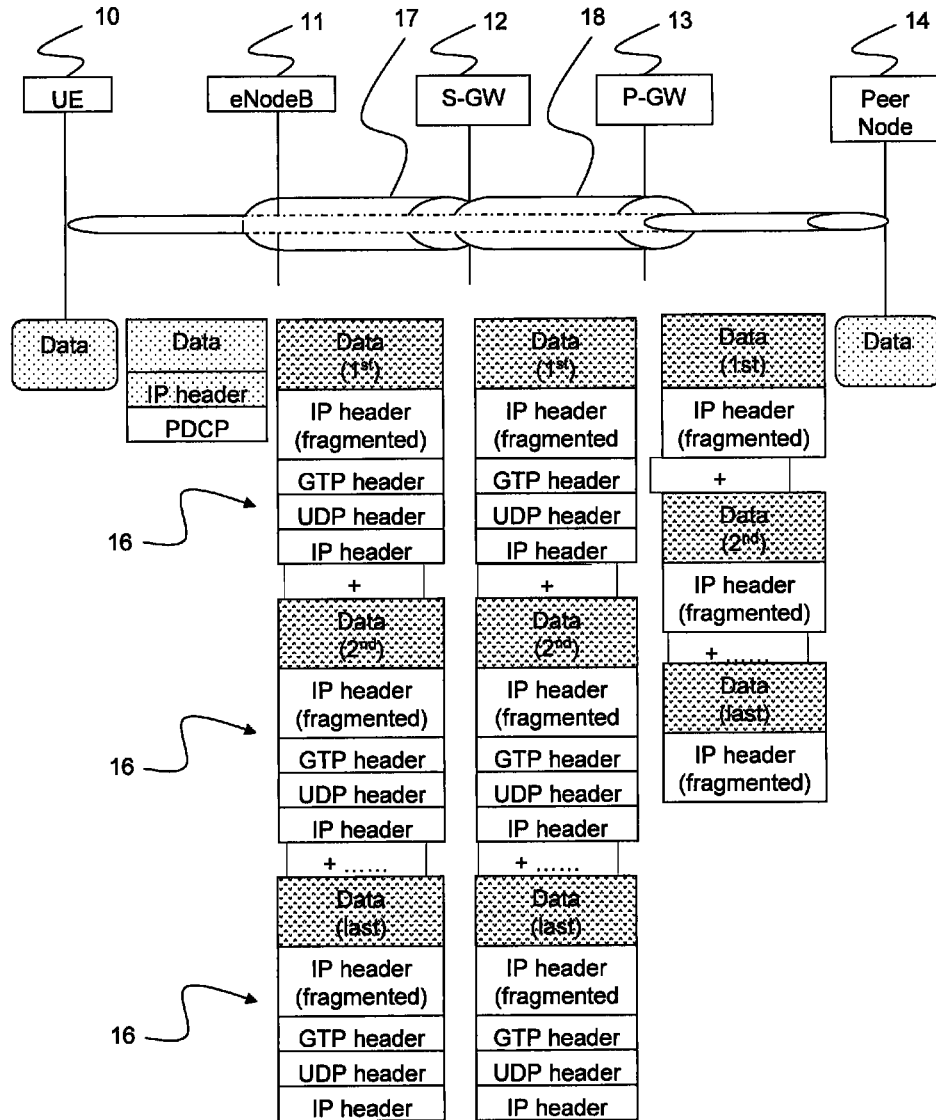 10
11
17
12
18
13
14
UE
eNodeB
S-GW
P-GW
Peer
Node
Data
Data
IP header
PDCP
Data
(1st)
IP header
(fragmented)
GTP header
UDP header
IP header
+
Data
(2nd)
IP header
(fragmented)
GTP header
UDP header
IP header
+ ......
Data
(last)
IP header
(fragmented)
GTP header
UDP header
IP header
16
16
16
Data
(1st)
IP header
(fragmented
GTP header
UDP header
IP header
+
Data
(2nd)
IP header
(fragmented
GTP header
UDP header
IP header
+ ......
Data
(last)
IP header
(fragmented
GTP header
UDP header
IP header
Data
(1st)
IP header
(fragmented)
+
Data
(2nd)
IP header
(fragmented)
+ ......
Data
(last)
IP header
(fragmented)
Data